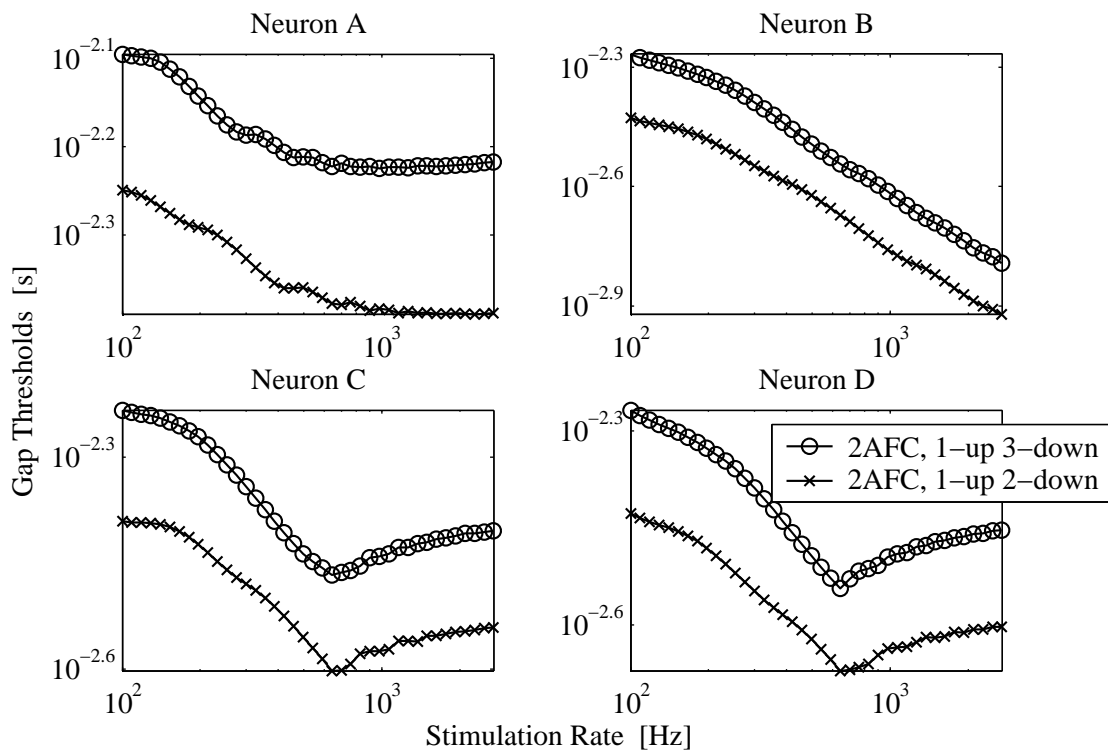 Neuron A
10^−2.1
10^−2.2
10^−2.3
10^2
10^3
Neuron B
10^−2.3
10^−2.6
10^−2.9
10^2
10^3
Gap Thresholds [s]
Neuron C
10^−2.3
10^−2.6
10^2
10^3
Neuron D
10^−2.3
10^−2.6
10^2
10^3
2AFC, 1−up 3−down
2AFC, 1−up 2−down
Stimulation Rate [Hz]